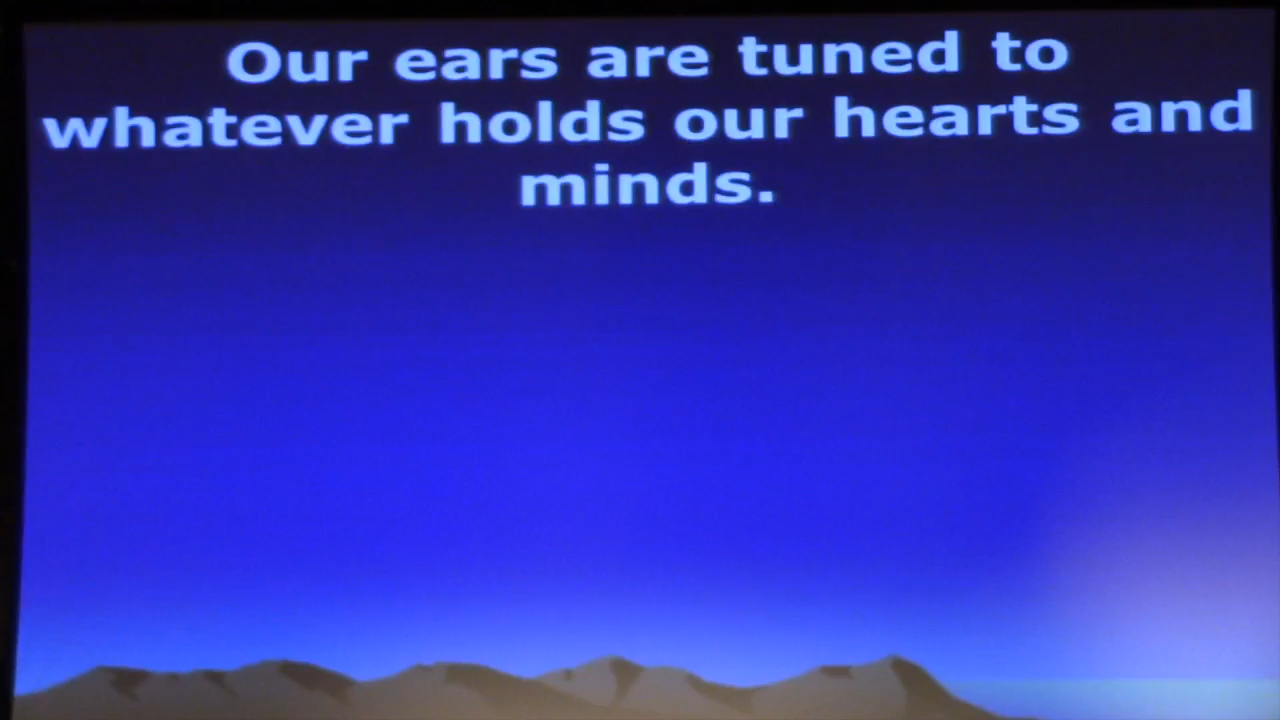 Our ears are tuned to
whatever holds our hearts and
minds.